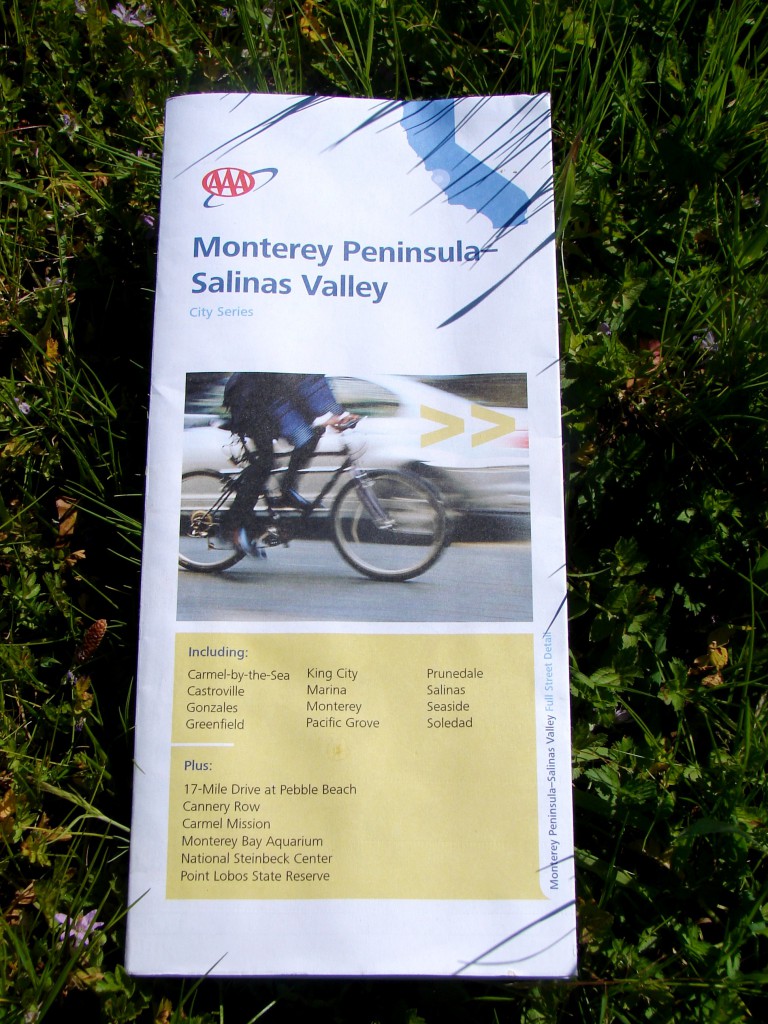 AAA
Monterey Peninsula–
Salinas Valley
City Series
>>
Including:
Carmel-by-the-Sea
Castroville
Gonzales
Greenfield
King City
Marina
Monterey
Pacific Grove
Prunedale
Salinas
Seaside
Soledad
Plus:
17-Mile Drive at Pebble Beach
Cannery Row
Carmel Mission
Monterey Bay Aquarium
National Steinbeck Center
Point Lobos State Reserve
Monterey Peninsula–Salinas Valley Full Street Detail